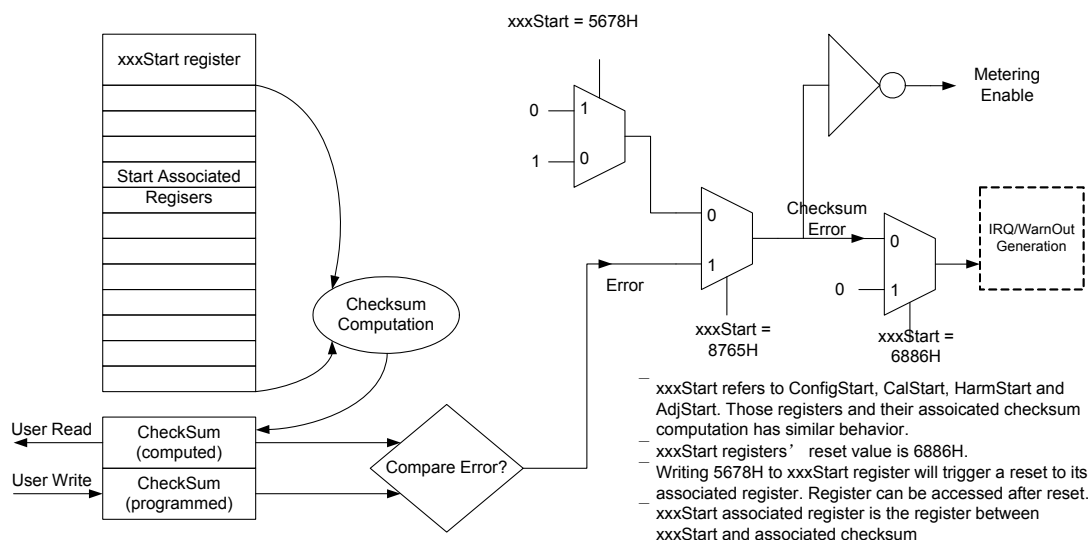 xxxStart = 5678H
xxxStart register
Start Associated
Regisers
Checksum
Computation
User Read
CheckSum
(computed)
User Write
CheckSum
(programmed)
Compare Error?
0
1
1
0
Error
0
1
xxxStart =
8765H
Metering
Enable
Checksum
Error
0
0
1
xxxStart =
6886H
IRQ/WarnOut
Generation
xxxStart refers to ConfigStart, CalStart, HarmStart and
AdjStart. Those registers and their assoicated checksum
computation has similar behavior.
xxxStart registers’ reset value is 6886H.
Writing 5678H to xxxStart register will trigger a reset to its
associated register. Register can be accessed after reset.
xxxStart associated register is the register between
xxxStart and associated checksum